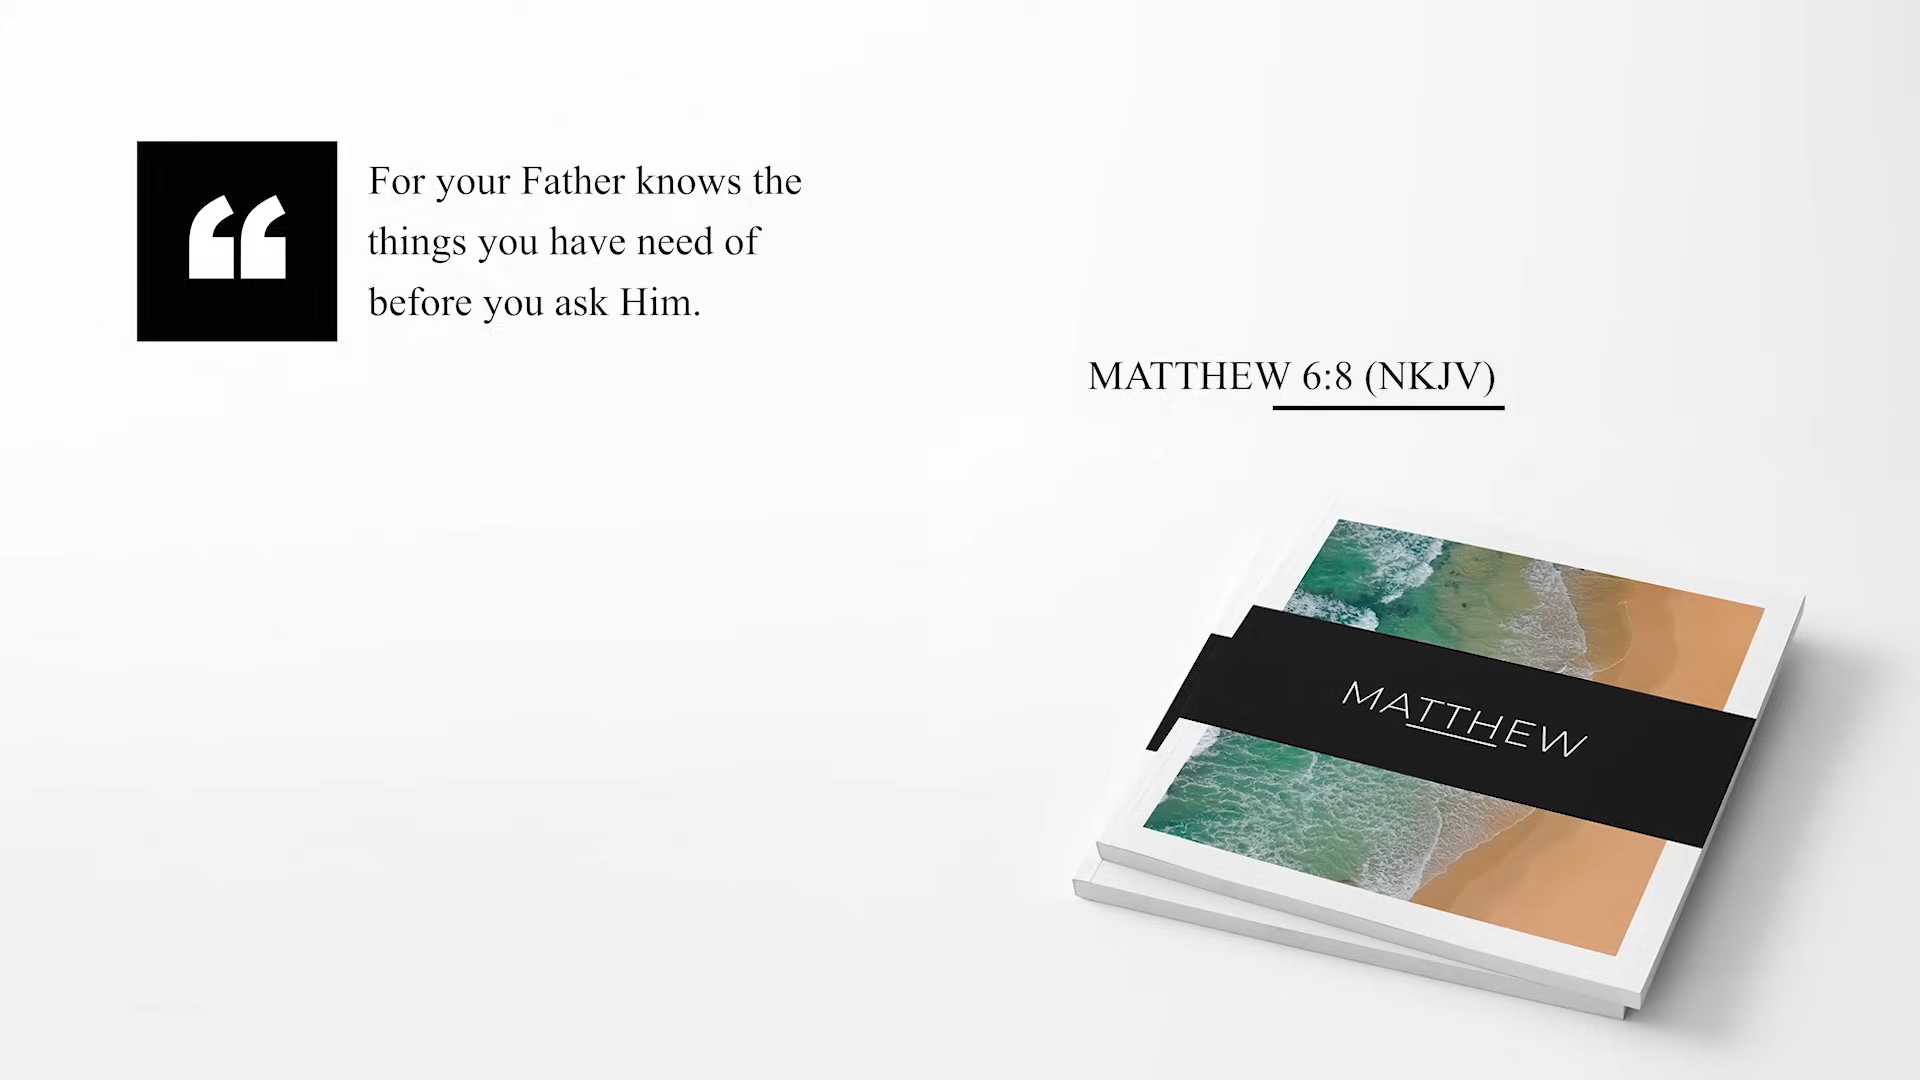 “
For your Father knows the
things you have need of
before you ask Him.
MATTHEW 6:8 (NKJV)
MATTHEW